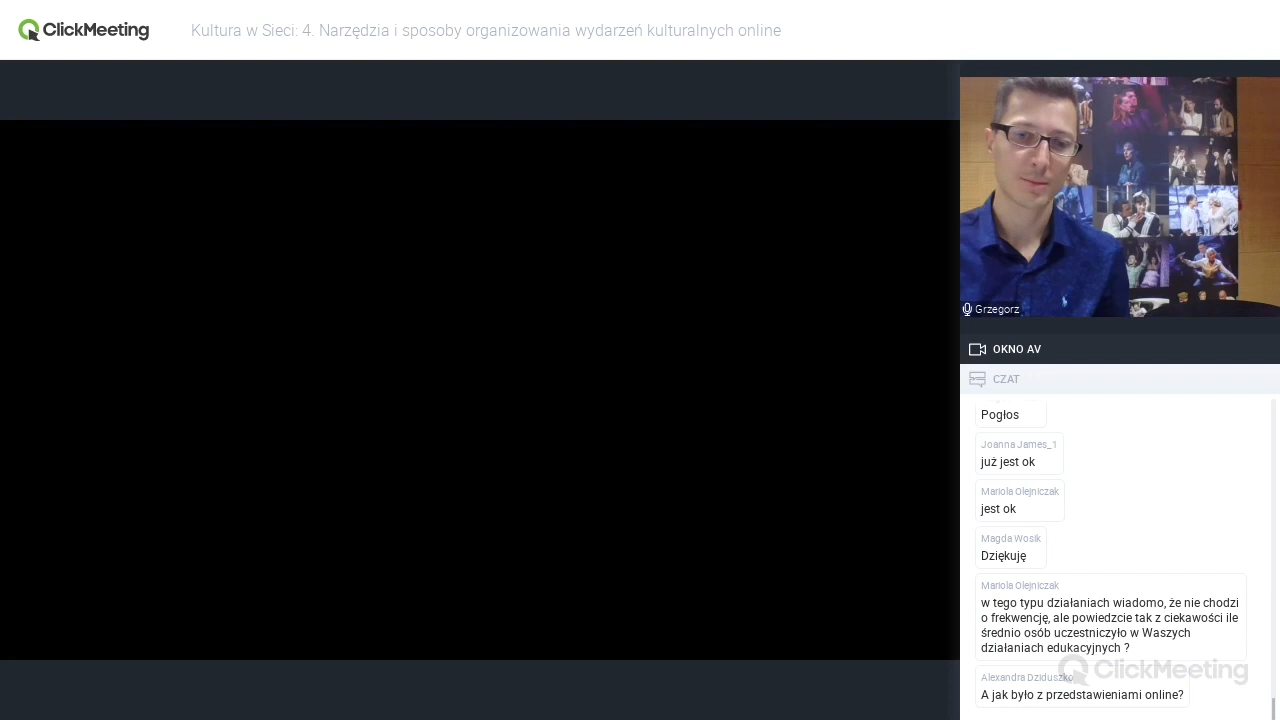 ClickMeeting
Kultura w Sieci: 4. Narzędzia i sposoby organizowania wydarzeń kulturalnych online
Grzegorz
OKNO AV
CZAT
Pogłos
Joanna James_1
już jest ok
Mariola Olejniczak
jest ok
Magda Wosik
Dziękuję
Mariola Olejniczak
w tego typu działaniach wiadomo, że nie chodzi
o frekwencję, ale powiedzcie tak z ciekawości ile
średnio osób uczestniczyło w Waszych
działaniach edukacyjnych ?
ClickMeeting
Alexandra Dziduszko
A jak było z przedstawieniami online?